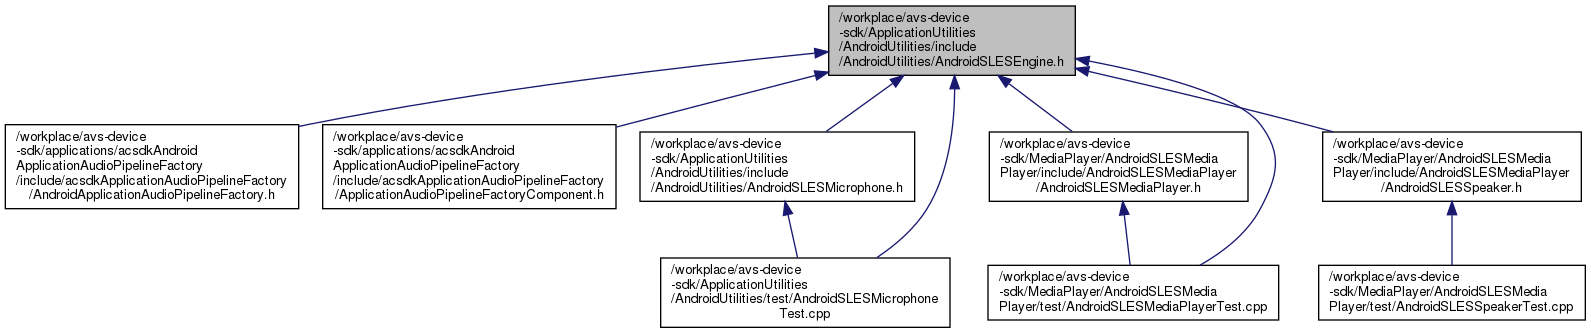 /workplace/avs-device
-sdk/ApplicationUtilities
/AndroidUtilities/include
/AndroidUtilities/AndroidSLESEngine.h
/workplace/avs-device
-sdk/applications/acsdkAndroid
ApplicationAudioPipelineFactory
/include/acsdkApplicationAudioPipelineFactory
/AndroidApplicationAudioPipelineFactory.h
/workplace/avs-device
-sdk/applications/acsdkAndroid
ApplicationAudioPipelineFactory
/include/acsdkApplicationAudioPipelineFactory
/ApplicationAudioPipelineFactoryComponent.h
/workplace/avs-device
-sdk/ApplicationUtilities
/AndroidUtilities/include
/AndroidUtilities/AndroidSLESMicrophone.h
/workplace/avs-device
-sdk/MediaPlayer/AndroidSLESMedia
Player/include/AndroidSLESMediaPlayer
/AndroidSLESMediaPlayer.h
/workplace/avs-device
-sdk/MediaPlayer/AndroidSLESMedia
Player/include/AndroidSLESMediaPlayer
/AndroidSLESSpeaker.h
/workplace/avs-device
-sdk/ApplicationUtilities
/AndroidUtilities/test/AndroidSLESMicrophone
Test.cpp
/workplace/avs-device
-sdk/MediaPlayer/AndroidSLESMedia
Player/test/AndroidSLESMediaPlayerTest.cpp
/workplace/avs-device
-sdk/MediaPlayer/AndroidSLESMedia
Player/test/AndroidSLESSpeakerTest.cpp